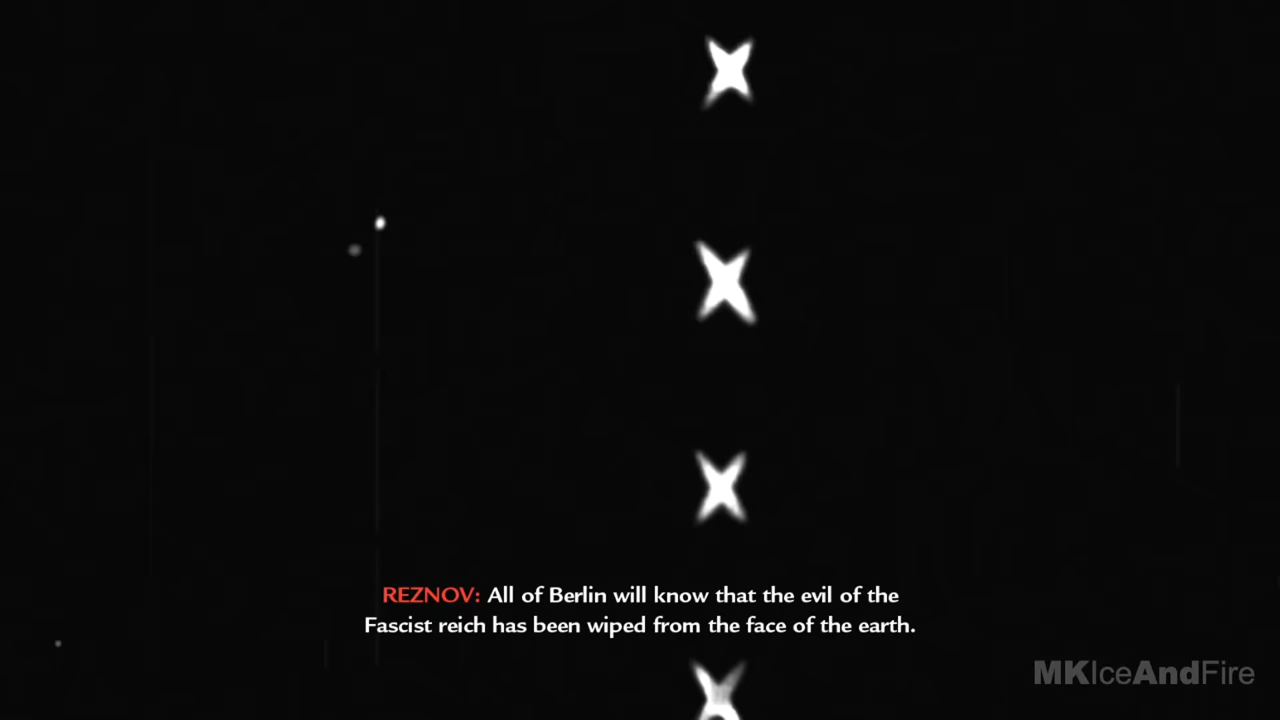 REZNOV: All of Berlin will know that the evil of the
Fascist reich has been wiped from the face of the earth.
MKIceAndFire